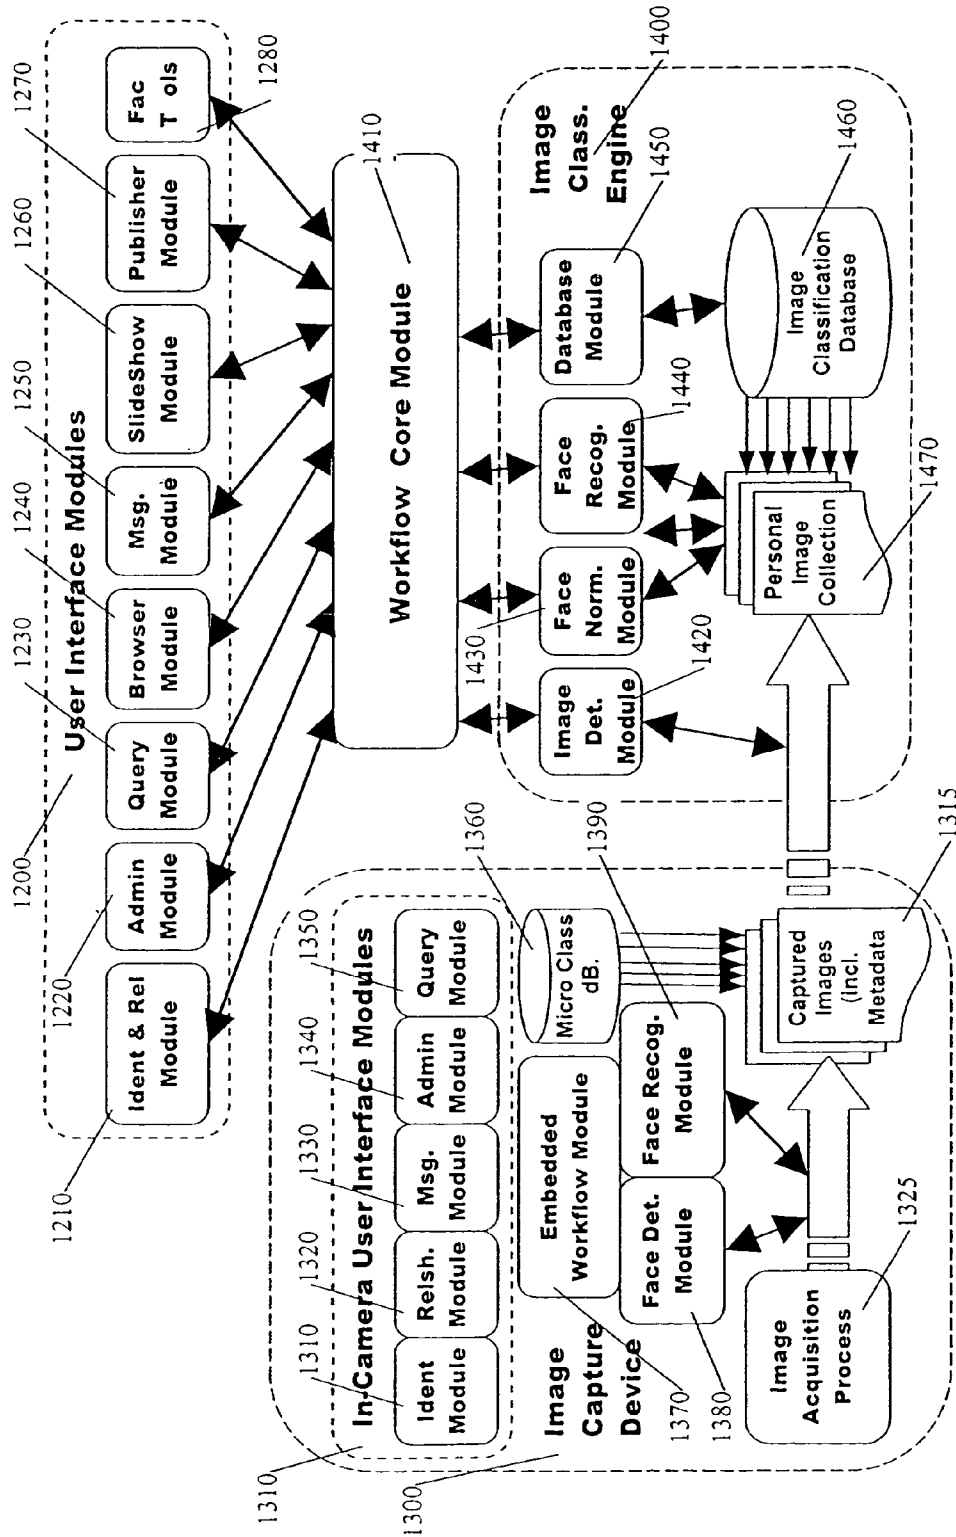 1200
User Interface Modules
1210
Ident & Rel
Module
1220
Admin
Module
1230
Query
Module
1240
Browser
Module
1250
Msg.
Module
1260
SlideShow
Module
1270
Publisher
Module
1280
Fac
T ols
Workflow Core Module
1410
1310
In-Camera User Interface Modules
1310
Ident
Module
1320
Relsh.
Module
1330
Msg.
Module
1340
Admin
Module
1350
Query
Module
1300
Image
Capture
Device
1370
Embedded
Workflow Module
1360
Micro Class
dB.
1380
Face Det.
Module
1390
Face Recog.
Module
Image
Acquisition
Process
1325
Captured
Images
(incl.
Metadata
1315
Image
Class.
Engine
1400
Image
Det.
Module
1420
1430
Face
Norm.
Module
Face
Recog.
Module
1440
Database
Module
1450
Personal
Image
Collection
1470
Image
Classification
Database
1460